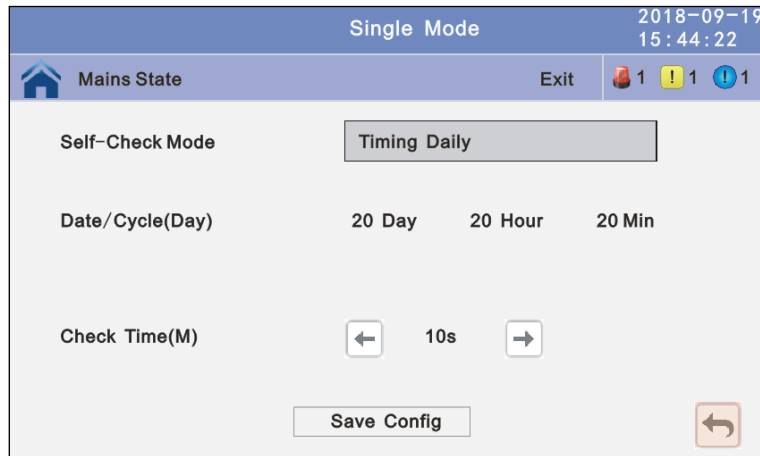 Single Mode
2018-09-19
15:44:22
Mains State Exit 1 ! 1 ! 1
Self-Check Mode Timing Daily
Date/Cycle(Day) 20 Day 20 Hour 20 Min
Check Time(M) ← 10s →
Save Config